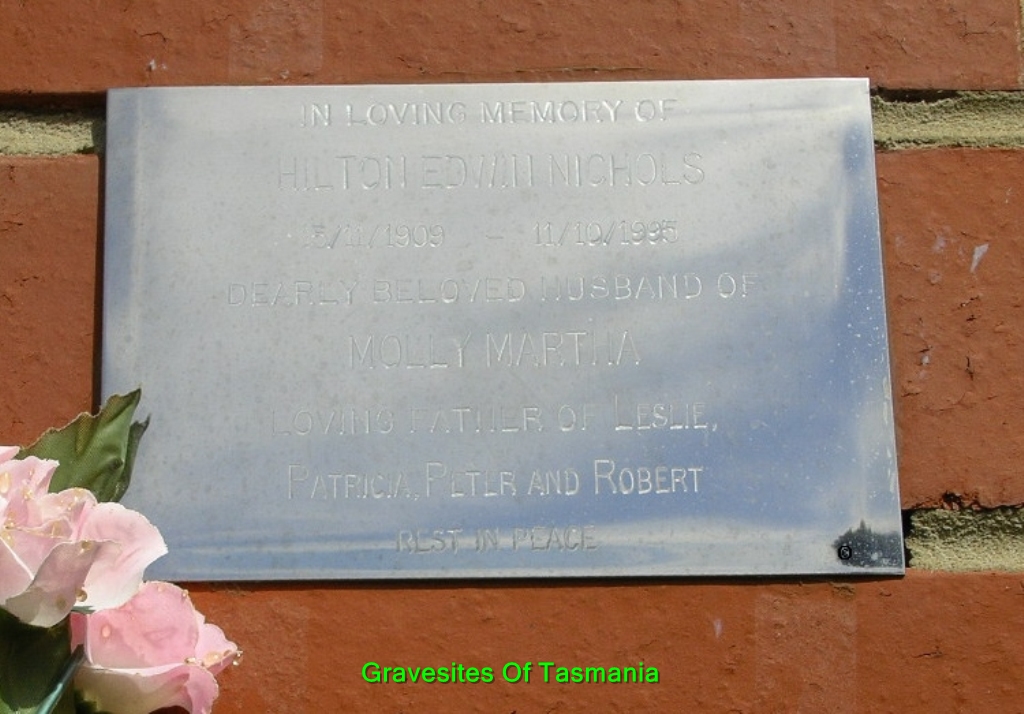 IN LOVING MEMORY OF
HILTON EDWIN NICHOLS
15/11/1909 - 11/10/1995
DEARLY BELOVED HUSBAND OF
MOLLY MARTHA
LOVING FATHER OF LESLIE,
PATRICIA, PETER AND ROBERT
REST IN PEACE
Gravesites Of Tasmania